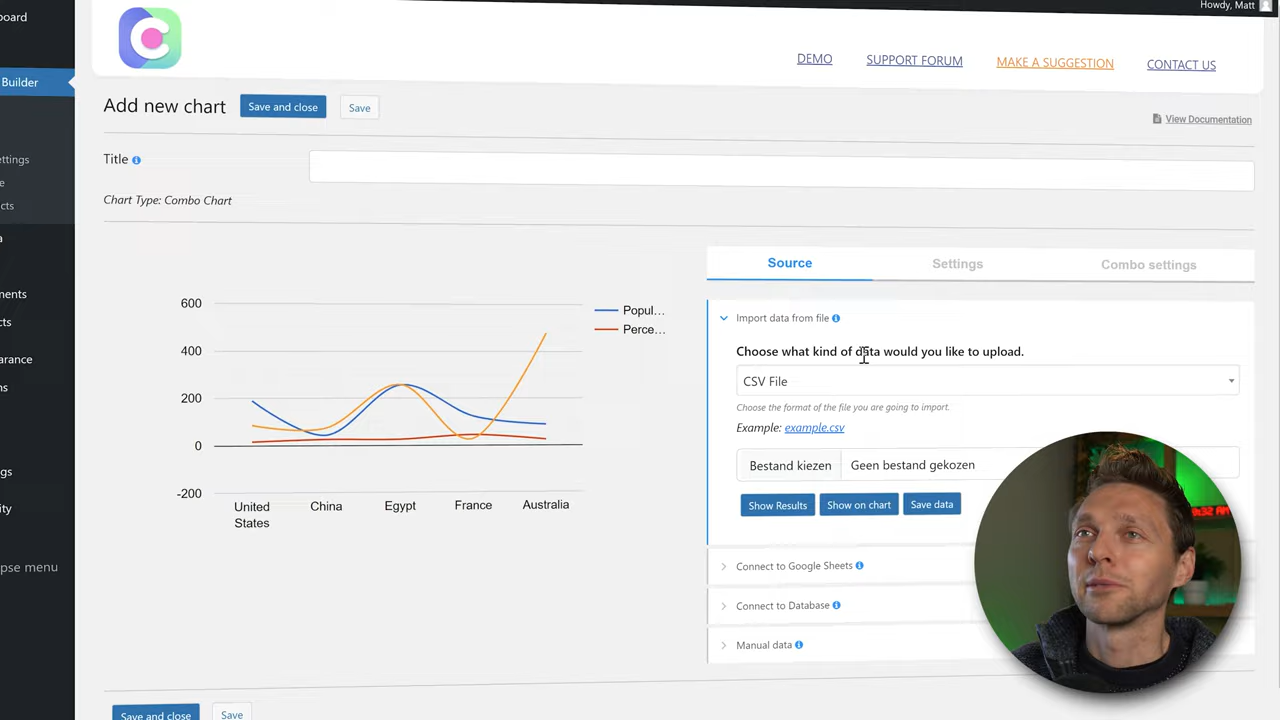 Howdy, Matt
board
Builder
ettings
e
cts
a
ments
cts
arance
ns
ngs
ity
pse menu
DEMO
SUPPORT FORUM
MAKE A SUGGESTION
CONTACT US
Add new chart
Save and close
Save
View Documentation
Title
Chart Type: Combo Chart
600
400
200
0
-200
United States
China
Egypt
France
Australia
Popul...
Perce...
Source
Settings
Combo settings
Import data from file
Choose what kind of data would you like to upload.
CSV File
Choose the format of the file you are going to import.
Example: example.csv
Bestand kiezen
Geen bestand gekozen
Show Results
Show on chart
Save data
Connect to Google Sheets
Connect to Database
Manual data
Save and close
Save